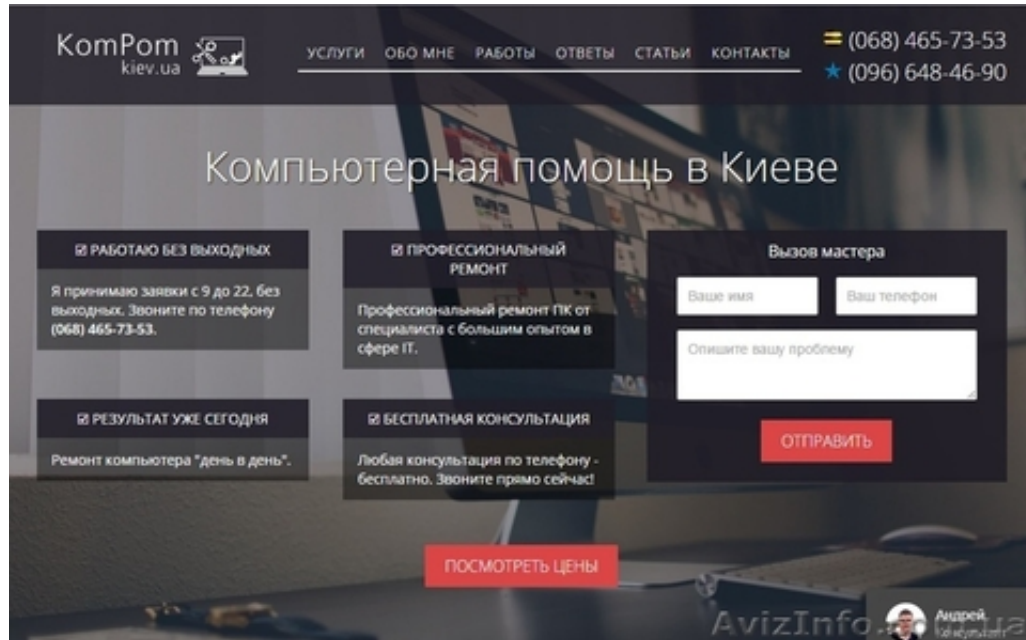 KomPom
kiev.ua
УСЛУГИ ОБО МНЕ РАБОТЫ ОТВЕТЫ СТАТЬИ КОНТАКТЫ
(068) 465-73-53
(096) 648-46-90
Компьютерная помощь в Киеве
РАБОТАЮ БЕЗ ВЫХОДНЫХ
Я принимаю заявки с 9 до 22, без
выходных. Звоните по телефону
(068) 465-73-53.
ПРОФЕССИОНАЛЬНЫЙ
РЕМОНТ
Профессиональный ремонт ПК от
специалиста с большим опытом в
сфере IT.
Вызов мастера
Ваше имя
Ваш телефон
Опишите вашу проблему
ОТПРАВИТЬ
РЕЗУЛЬТАТ УЖЕ СЕГОДНЯ
Ремонт компьютера "день в день".
БЕСПЛАТНАЯ КОНСУЛЬТАЦИЯ
Любая консультация по телефону -
бесплатно. Звоните прямо сейчас!
ПОСМОТРЕТЬ ЦЕНЫ
Андрей